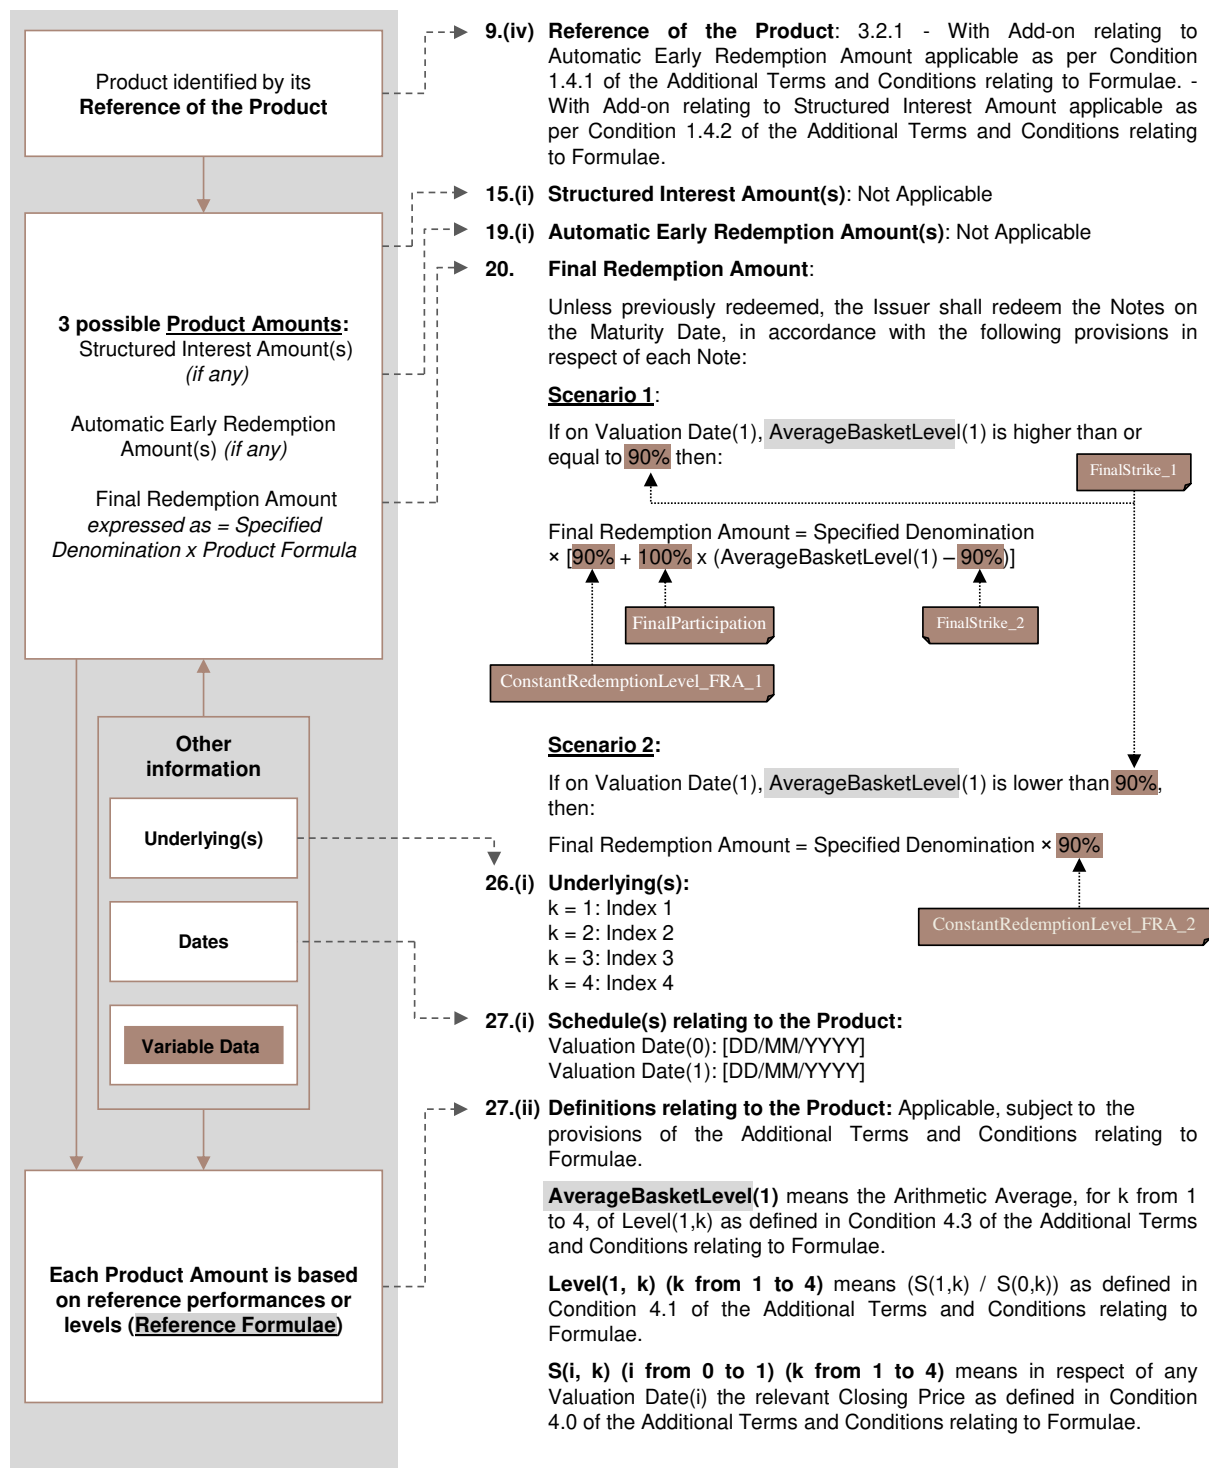 Product identified by its
Reference of the Product
3 possible Product Amounts:
Structured Interest Amount(s)
(if any)
Automatic Early Redemption
Amount(s) (if any)
Final Redemption Amount
expressed as = Specified
Denomination x Product Formula
Other
information
Underlying(s)
Dates
Variable Data
Each Product Amount is based
on reference performances or
levels (Reference Formulae)
9.(iv) Reference of the Product: 3.2.1 - With Add-on relating to
Automatic Early Redemption Amount applicable as per Condition
1.4.1 of the Additional Terms and Conditions relating to Formulae. -
With Add-on relating to Structured Interest Amount applicable as
per Condition 1.4.2 of the Additional Terms and Conditions relating
to Formulae.
15.(i) Structured Interest Amount(s): Not Applicable
19.(i) Automatic Early Redemption Amount(s): Not Applicable
20. Final Redemption Amount:
Unless previously redeemed, the Issuer shall redeem the Notes on
the Maturity Date, in accordance with the following provisions in
respect of each Note:
Scenario 1:
If on Valuation Date(1), AverageBasketLevel(1) is higher than or
equal to 90% then:
FinalStrike_1
Final Redemption Amount = Specified Denomination
× [90% + 100% x (AverageBasketLevel(1) – 90%)]
FinalParticipation
FinalStrike_2
ConstantRedemptionLevel_FRA_1
Scenario 2:
If on Valuation Date(1), AverageBasketLevel(1) is lower than 90%,
then:
Final Redemption Amount = Specified Denomination × 90%
ConstantRedemptionLevel_FRA_2
26.(i) Underlying(s):
k = 1: Index 1
k = 2: Index 2
k = 3: Index 3
k = 4: Index 4
27.(i) Schedule(s) relating to the Product:
Valuation Date(0): [DD/MM/YYYY]
Valuation Date(1): [DD/MM/YYYY]
27.(ii) Definitions relating to the Product: Applicable, subject to the
provisions of the Additional Terms and Conditions relating to
Formulae.
AverageBasketLevel(1) means the Arithmetic Average, for k from 1
to 4, of Level(1,k) as defined in Condition 4.3 of the Additional Terms
and Conditions relating to Formulae.
Level(1, k) (k from 1 to 4) means (S(1,k) / S(0,k)) as defined in
Condition 4.1 of the Additional Terms and Conditions relating to
Formulae.
S(i, k) (i from 0 to 1) (k from 1 to 4) means in respect of any
Valuation Date(i) the relevant Closing Price as defined in Condition
4.0 of the Additional Terms and Conditions relating to Formulae.